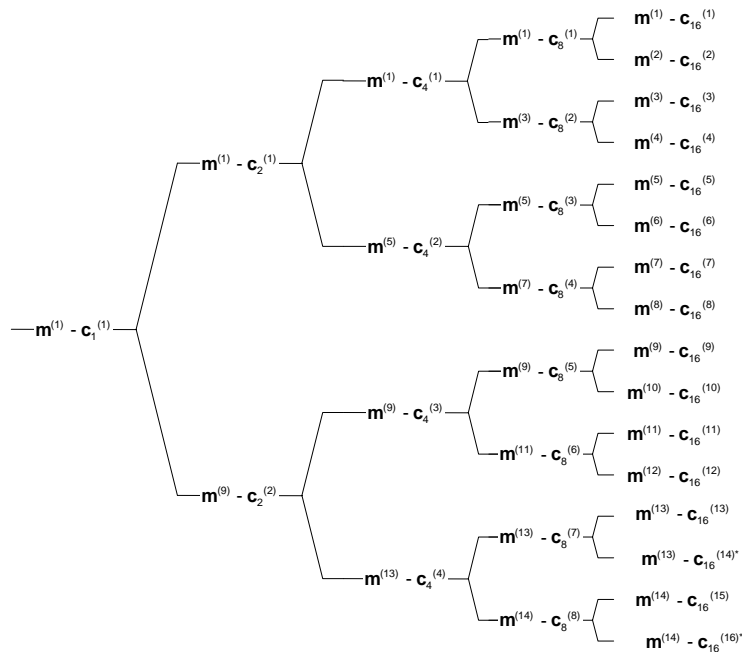 m(1) - c1(1)
m(1) - c2(1)
m(9) - c2(2)
m(1) - c4(1)
m(5) - c4(2)
m(9) - c4(3)
m(13) - c4(4)
m(1) - c8(1)
m(3) - c8(2)
m(5) - c8(3)
m(7) - c8(4)
m(9) - c8(5)
m(11) - c8(6)
m(13) - c8(7)
m(14) - c8(8)
m(1) - c16(1)
m(2) - c16(2)
m(3) - c16(3)
m(4) - c16(4)
m(5) - c16(5)
m(6) - c16(6)
m(7) - c16(7)
m(8) - c16(8)
m(9) - c16(9)
m(10) - c16(10)
m(11) - c16(11)
m(12) - c16(12)
m(13) - c16(13)
m(13) - c16(14)*
m(14) - c16(15)
m(14) - c16(16)*